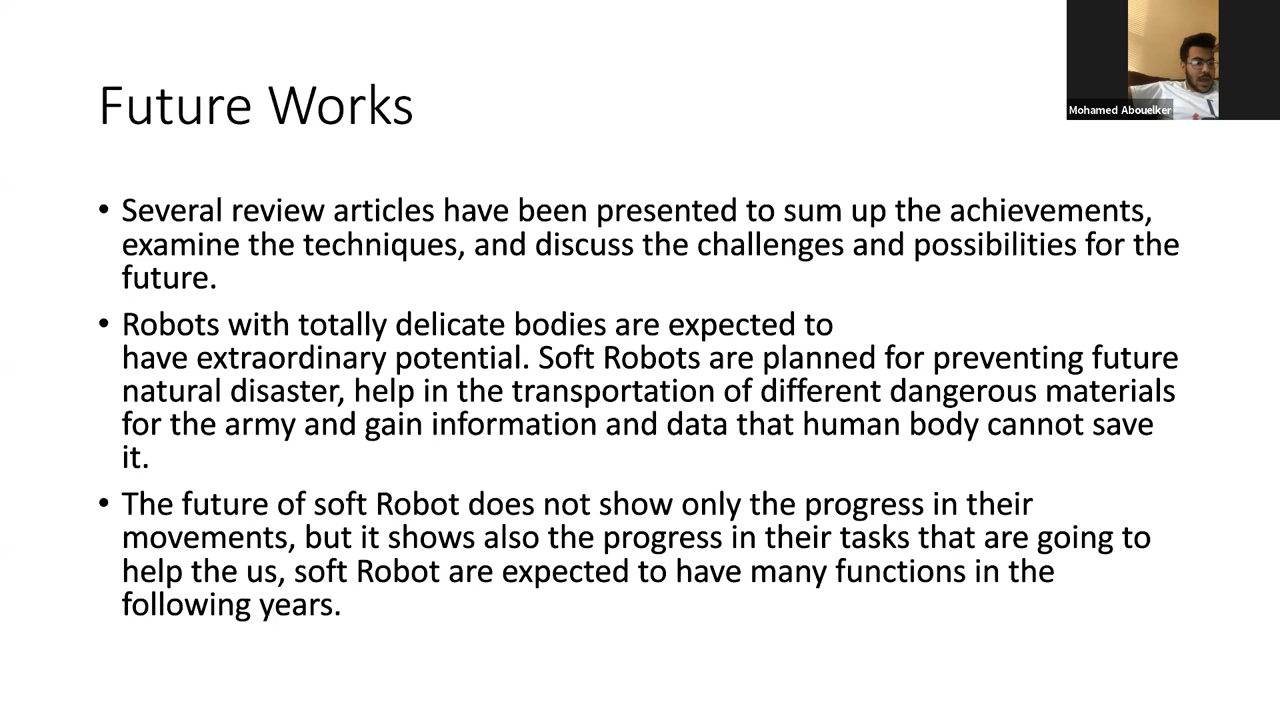 Future Works
Mohamed Abouelker
• Several review articles have been presented to sum up the achievements,
examine the techniques, and discuss the challenges and possibilities for the
future.
• Robots with totally delicate bodies are expected to
have extraordinary potential. Soft Robots are planned for preventing future
natural disaster, help in the transportation of different dangerous materials
for the army and gain information and data that human body cannot save
it.
• The future of soft Robot does not show only the progress in their
movements, but it shows also the progress in their tasks that are going to
help the us, soft Robot are expected to have many functions in the
following years.